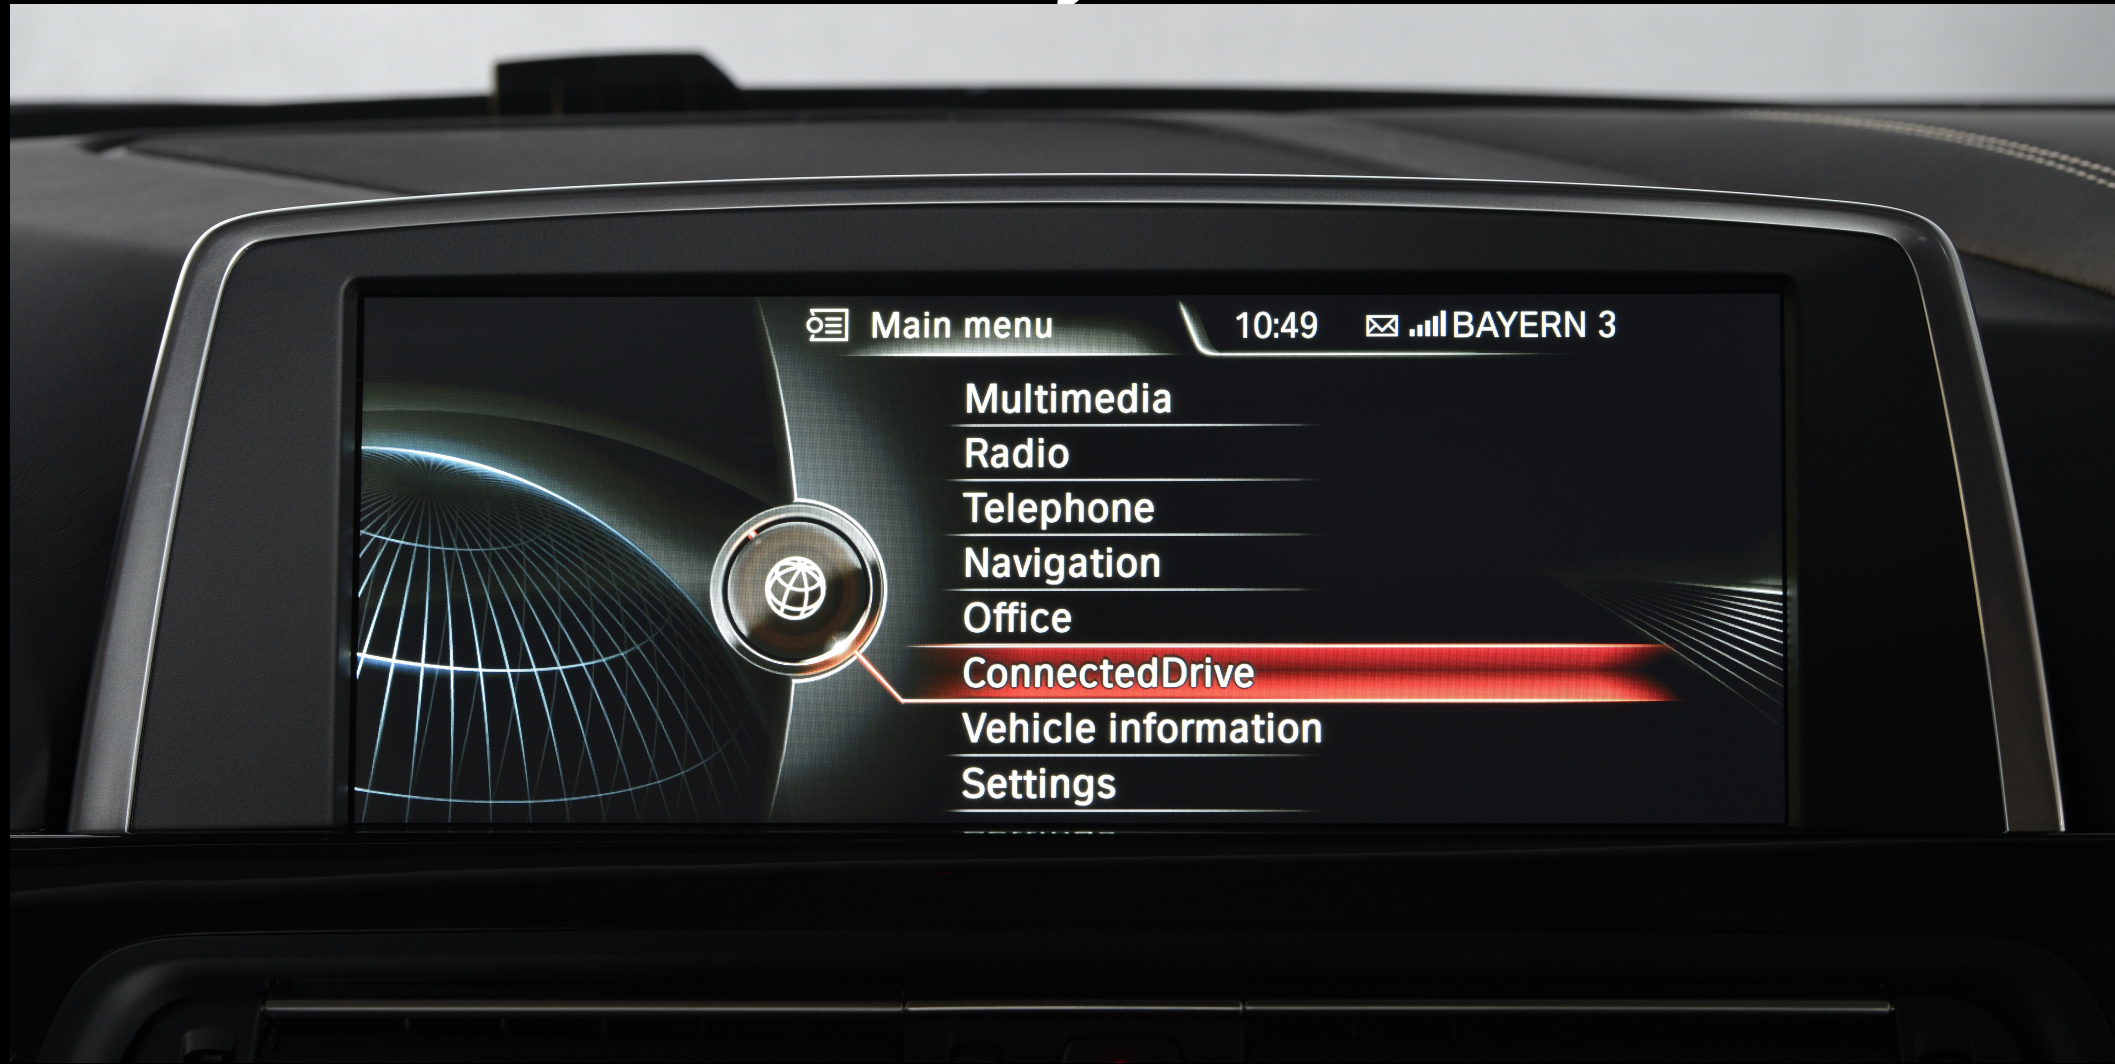 Main menu 10:49 BAYERN 3
Multimedia
Radio
Telephone
Navigation
Office
ConnectedDrive
Vehicle information
Settings